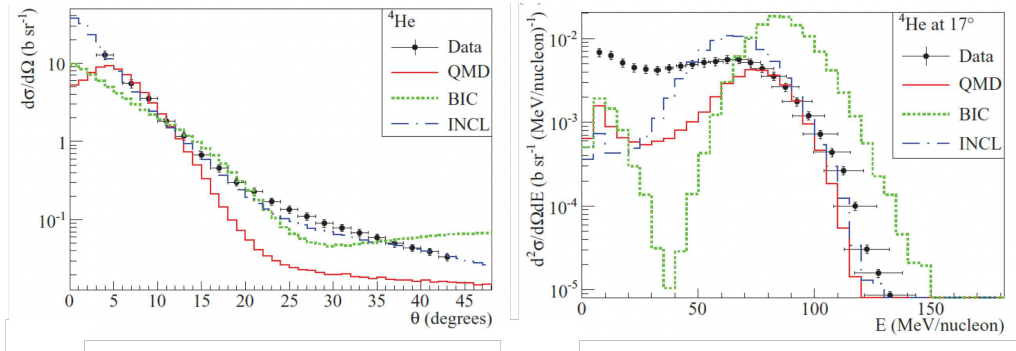 ⁴He
Data
QMD
BIC
INCL
dσ/dΩ (b sr⁻¹)
10
1
10⁻¹
0 5 10 15 20 25 30 35 40 45
θ (degrees)
⁴He at 17°
Data
QMD
BIC
INCL
d²σ/dΩdE (b sr⁻¹ (MeV/nucleon)⁻¹)
10⁻²
10⁻³
10⁻⁴
10⁻⁵
0 50 100 150
E (MeV/nucleon)